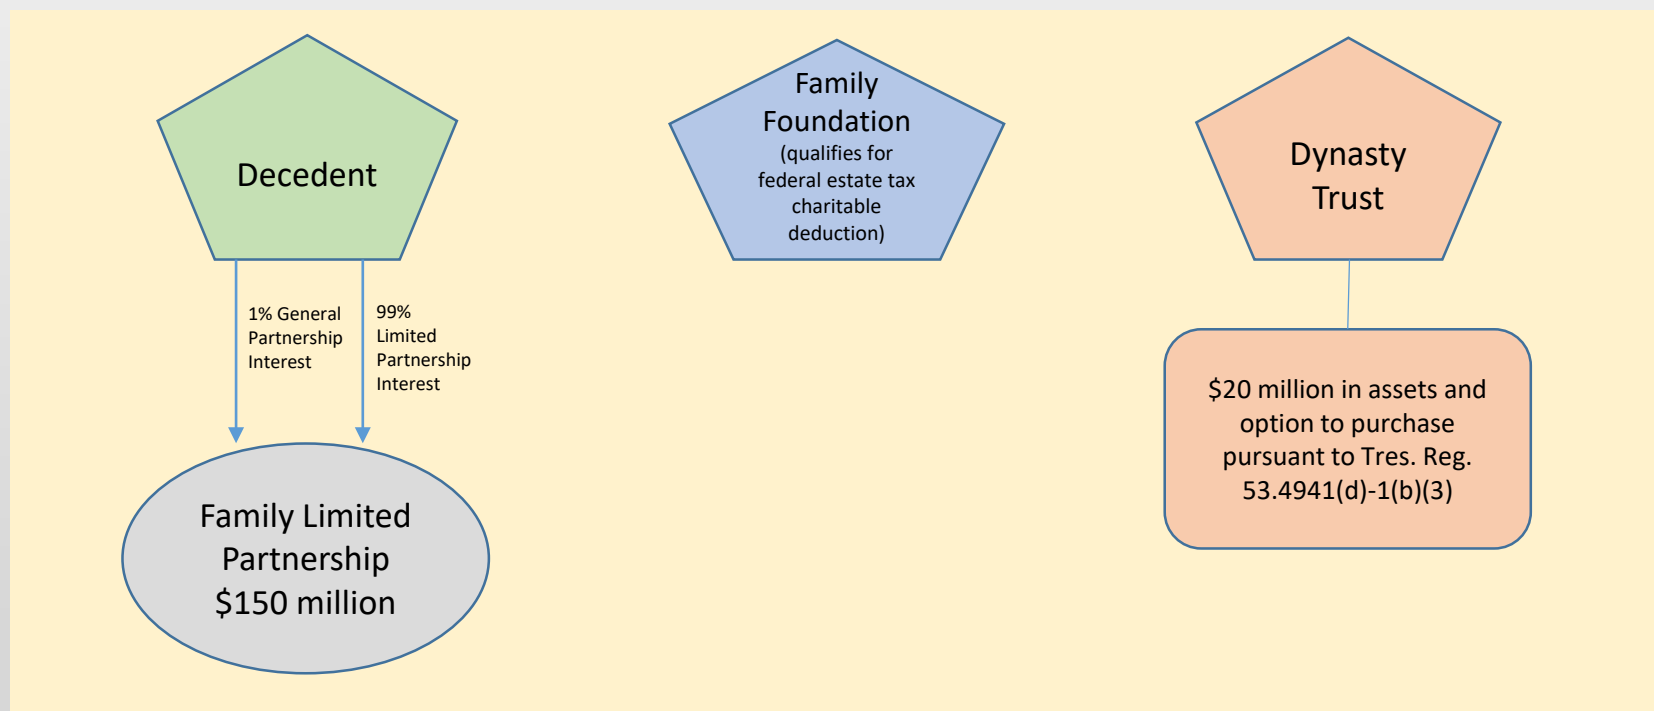 Decedent
Family
Foundation
(qualifies for
federal estate tax
charitable
deduction)
Dynasty
Trust
1% General
Partnership
Interest
99%
Limited
Partnership
Interest
Family Limited
Partnership
$150 million
$20 million in assets and
option to purchase
pursuant to Tres. Reg.
53.4941(d)-1(b)(3)